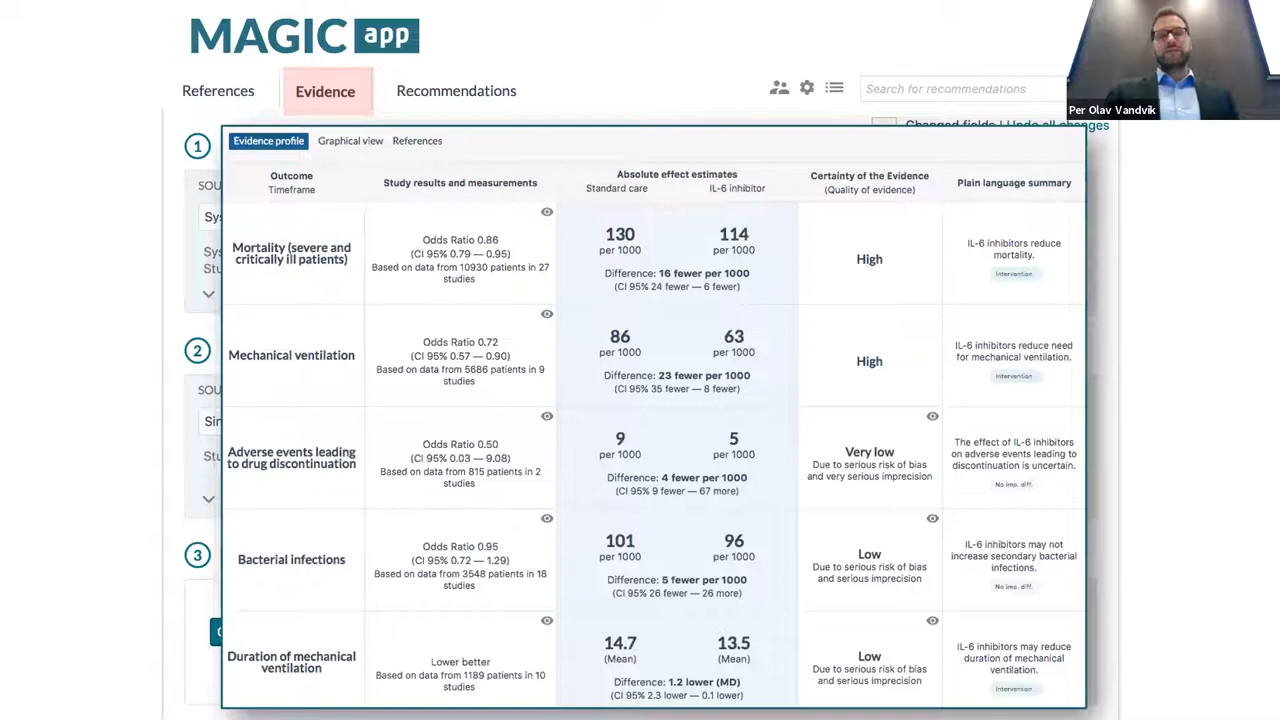 MAGIC app
References
Evidence
Recommendations
Search for recommendations
Per Olav Vandvik
Changed fields | Undo all changes
1
SOU
Sys
Sys
Stu
2
SOU
Sin
Stu
3
Evidence profile
Graphical view
References
Outcome
Timeframe
Study results and measurements
Absolute effect estimates
Standard care
IL-6 inhibitor
Certainty of the Evidence
(Quality of evidence)
Plain language summary
Mortality (severe and
critically ill patients)
Odds Ratio 0.86
(CI 95% 0.79 — 0.95)
Based on data from 10930 patients in 27
studies
130
per 1000
114
per 1000
Difference: 16 fewer per 1000
(CI 95% 24 fewer — 6 fewer)
High
IL-6 inhibitors reduce
mortality.
Intervention
Mechanical ventilation
Odds Ratio 0.72
(CI 95% 0.57 — 0.90)
Based on data from 5686 patients in 9
studies
86
per 1000
63
per 1000
Difference: 23 fewer per 1000
(CI 95% 35 fewer — 8 fewer)
High
IL-6 inhibitors reduce need
for mechanical ventilation.
Intervention
Adverse events leading
to drug discontinuation
Odds Ratio 0.50
(CI 95% 0.03 — 9.08)
Based on data from 815 patients in 2
studies
9
per 1000
5
per 1000
Difference: 4 fewer per 1000
(CI 95% 9 fewer — 67 more)
Very low
Due to serious risk of bias
and very serious imprecision
The effect of IL-6 inhibitors
on adverse events leading to
discontinuation is uncertain.
No imp. diff.
Bacterial infections
Odds Ratio 0.95
(CI 95% 0.72 — 1.29)
Based on data from 3548 patients in 18
studies
101
per 1000
96
per 1000
Difference: 5 fewer per 1000
(CI 95% 26 fewer — 26 more)
Low
Due to serious risk of bias
and serious imprecision
IL-6 inhibitors may not
increase secondary bacterial
infections.
No imp. diff.
Duration of mechanical
ventilation
Lower better
Based on data from 1189 patients in 10
studies
14.7
(Mean)
13.5
(Mean)
Difference: 1.2 lower (MD)
(CI 95% 2.3 lower — 0.1 lower)
Low
Due to serious risk of bias
and serious imprecision
IL-6 inhibitors may reduce
duration of mechanical
ventilation.
Intervention